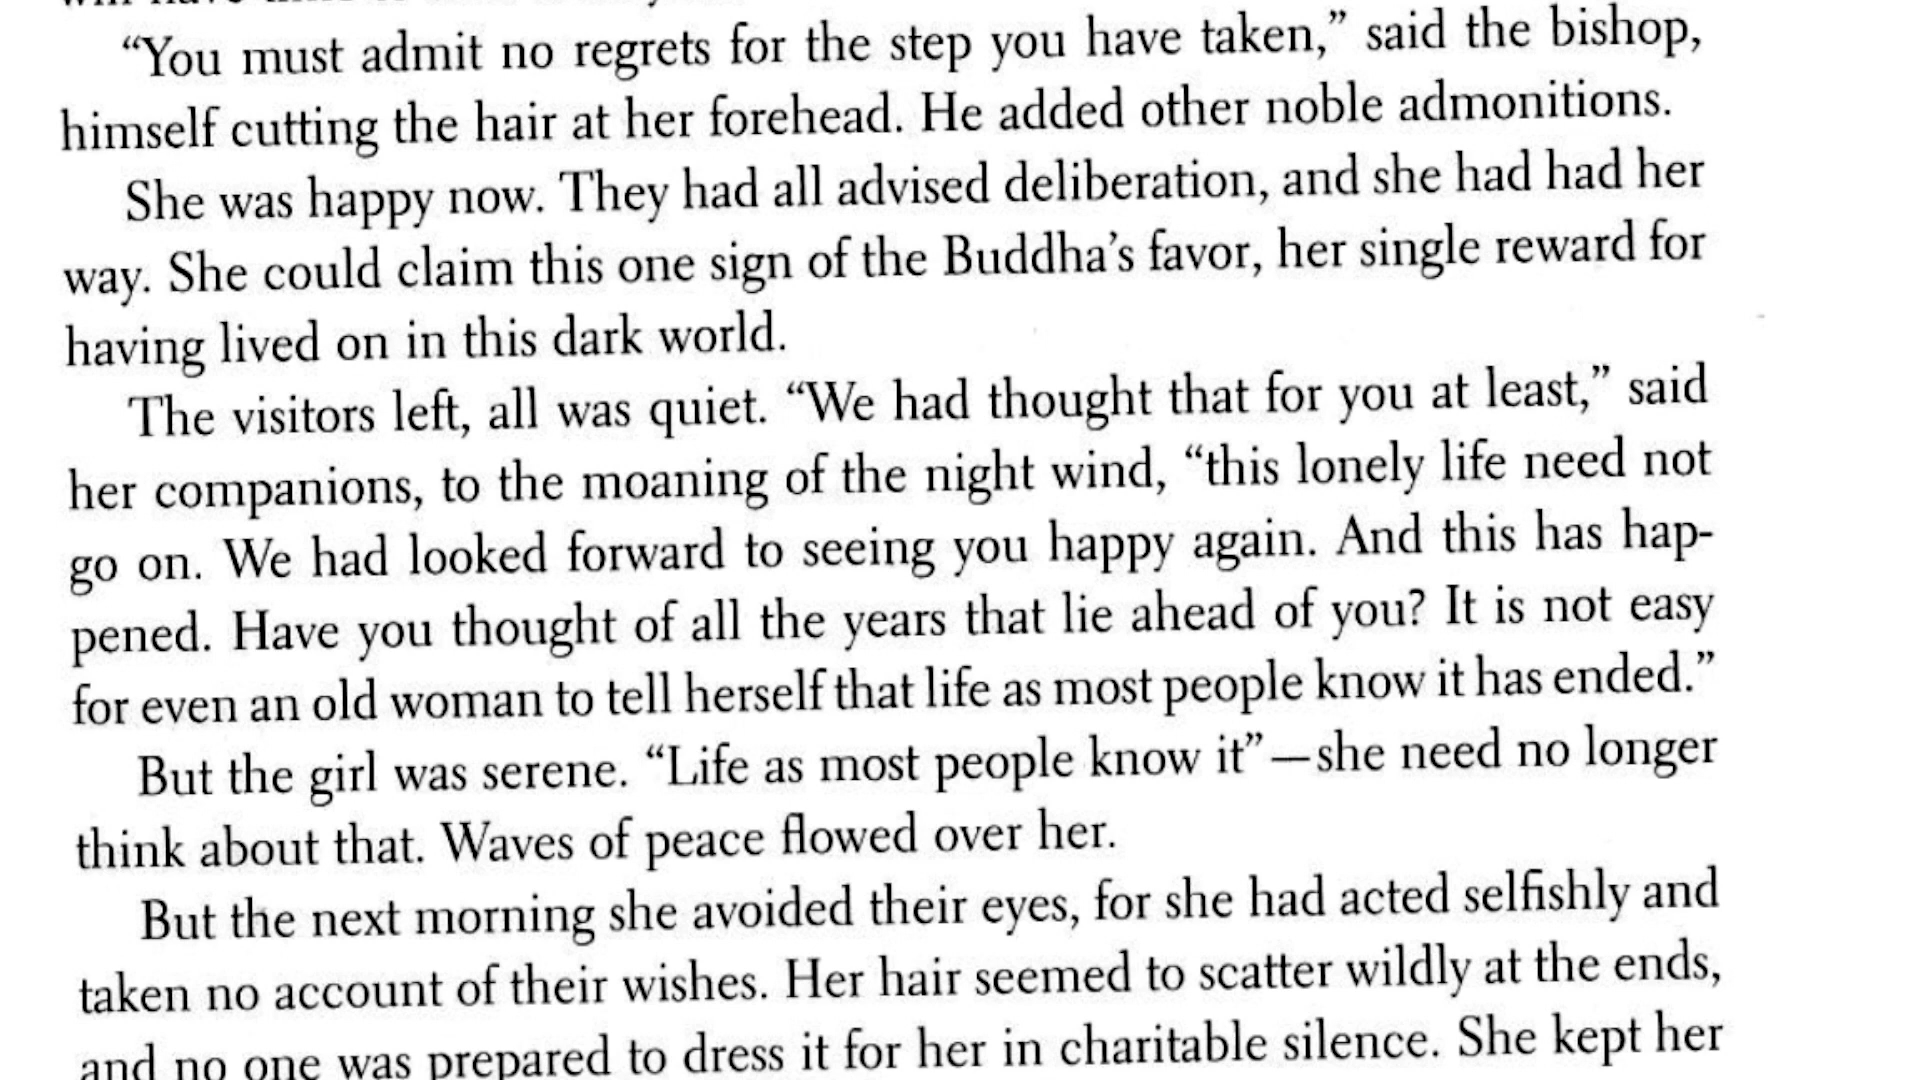 “You must admit no regrets for the step you have taken,” said the bishop,
himself cutting the hair at her forehead. He added other noble admonitions.
She was happy now. They had all advised deliberation, and she had had her
way. She could claim this one sign of the Buddha’s favor, her single reward for
having lived on in this dark world.
The visitors left, all was quiet. “We had thought that for you at least,” said
her companions, to the moaning of the night wind, “this lonely life need not
go on. We had looked forward to seeing you happy again. And this has hap-
pened. Have you thought of all the years that lie ahead of you? It is not easy
for even an old woman to tell herself that life as most people know it has ended.”
But the girl was serene. “Life as most people know it”—she need no longer
think about that. Waves of peace flowed over her.
But the next morning she avoided their eyes, for she had acted selfishly and
taken no account of their wishes. Her hair seemed to scatter wildly at the ends,
and no one was prepared to dress it for her in charitable silence. She kept her